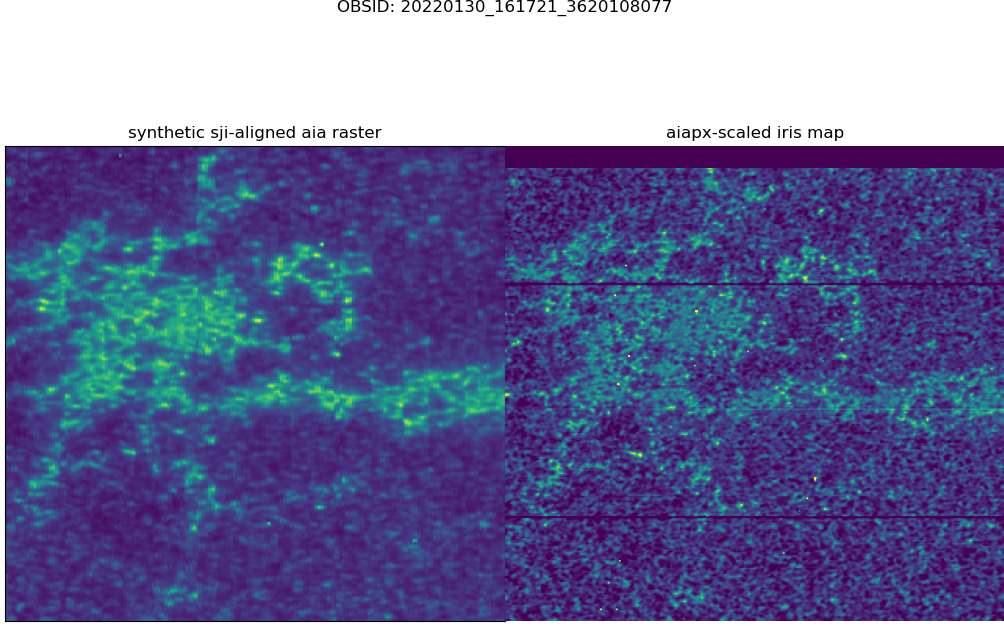 OBSID: 20220130_161721_3620108077
synthetic sji-aligned aia raster
aiapx-scaled iris map